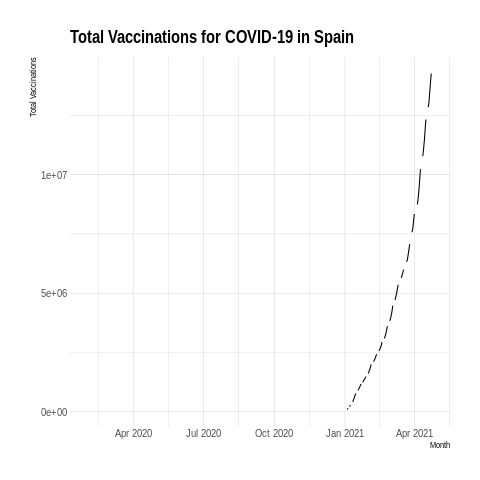 Total Vaccinations for COVID-19 in Spain
Total Vaccinations
1e+07
5e+06
0e+00
Apr 2020 Jul 2020 Oct 2020 Jan 2021 Apr 2021
Month